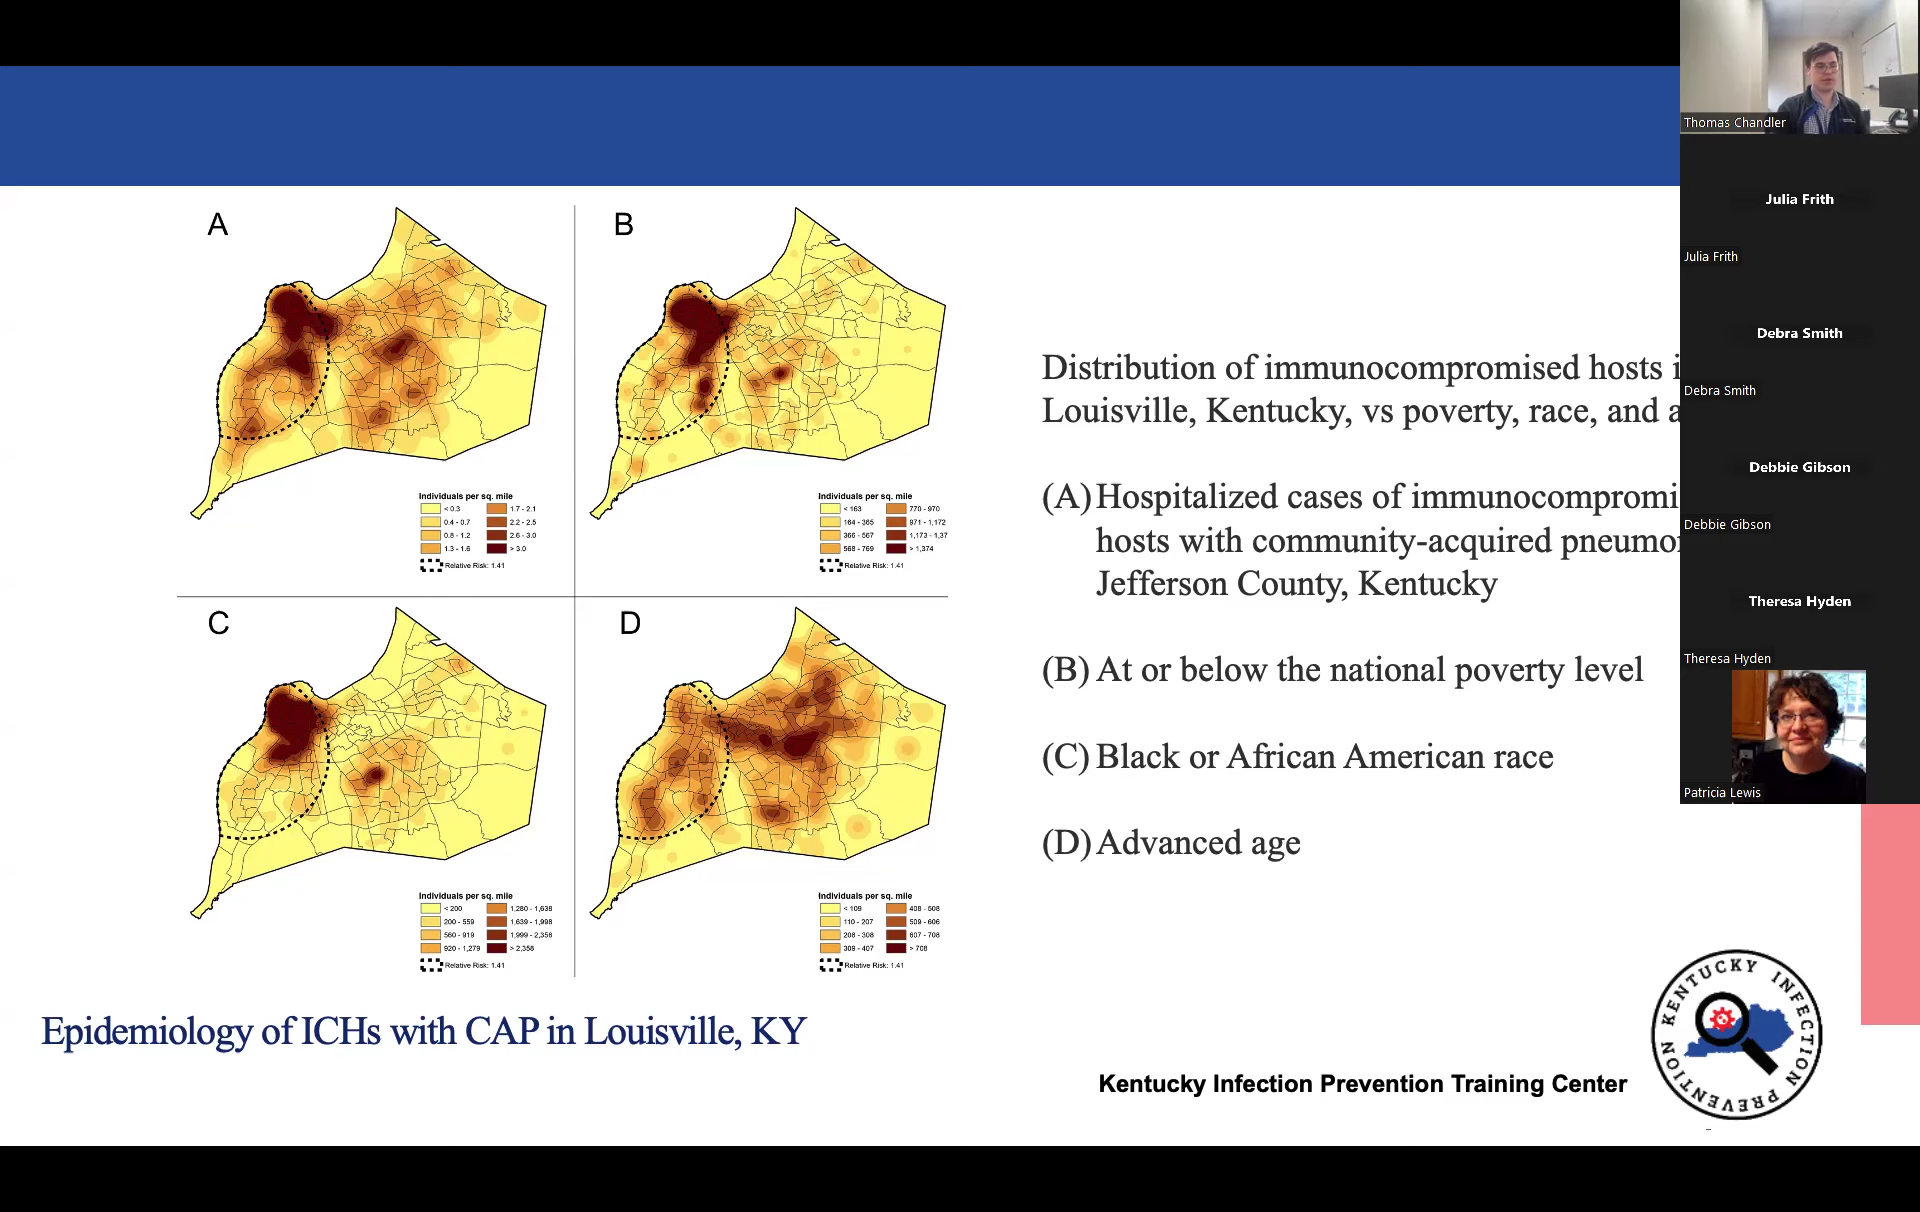 A
B
Individuals per sq. mile
< 0.3
1.7 - 2.1
0.4 - 0.7
2.2 - 2.5
0.8 - 1.2
2.6 - 3.0
1.3 - 1.6
> 3.0
Relative Risk: 1.41
Individuals per sq. mile
< 163
770 - 970
164 - 365
971 - 1,172
366 - 567
1,173 - 1,37
568 - 769
> 1,374
Relative Risk: 1.41
C
D
Individuals per sq. mile
< 200
1,280 - 1,638
200 - 559
1,639 - 1,998
560 - 919
1,999 - 2,358
920 - 1,279
> 2,358
Relative Risk: 1.41
Individuals per sq. mile
< 109
408 - 508
110 - 207
509 - 606
208 - 308
607 - 708
309 - 407
> 708
Relative Risk: 1.41
Distribution of immunocompromised hosts i
Louisville, Kentucky, vs poverty, race, and a
(A) Hospitalized cases of immunocompromi
hosts with community-acquired pneumo
Jefferson County, Kentucky
(B) At or below the national poverty level
(C) Black or African American race
(D) Advanced age
Epidemiology of ICHs with CAP in Louisville, KY
Kentucky Infection Prevention Training Center
KENTUCKY INFECTION PREVENTION
Thomas Chandler
Julia Frith
Julia Frith
Debra Smith
Debra Smith
Debbie Gibson
Debbie Gibson
Theresa Hyden
Theresa Hyden
Patricia Lewis